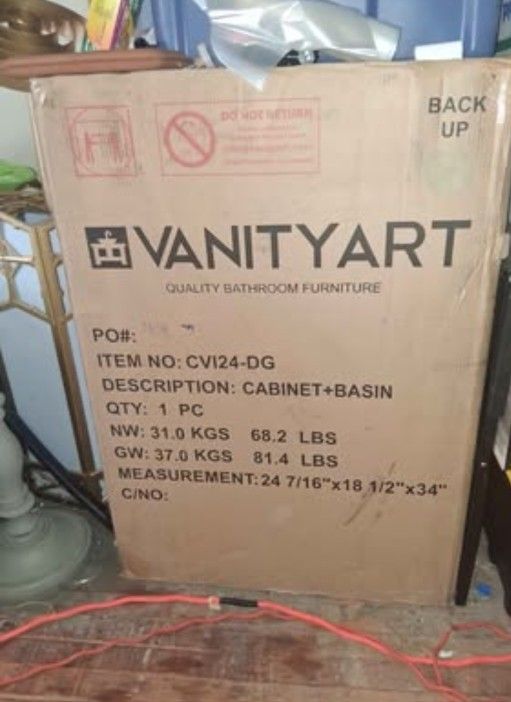 DO NOT RETURN
BACK
UP
VANITYART
QUALITY BATHROOM FURNITURE
PO#:
ITEM NO: CVI24-DG
DESCRIPTION: CABINET+BASIN
QTY: 1 PC
NW: 31.0 KGS 68.2 LBS
GW: 37.0 KGS 81.4 LBS
MEASUREMENT: 24 7/16"x18 1/2"x34"
C/NO: